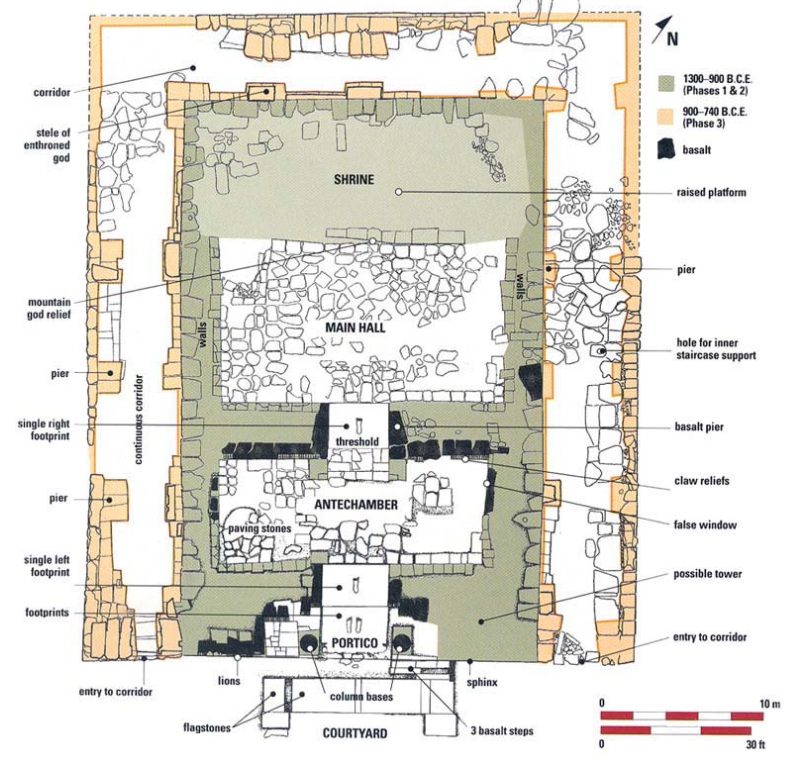 N
1300–900 B.C.E.
(Phases 1 & 2)
900–740 B.C.E.
(Phase 3)
basalt
corridor
stele of
enthroned
god
SHRINE
raised platform
walls
pier
mountain
god relief
walls
MAIN HALL
hole for inner
staircase support
pier
continuous corridor
single right
footprint
threshold
basalt pier
claw reliefs
pier
ANTECHAMBER
paving stones
false window
single left
footprint
possible tower
footprints
PORTICO
entry to corridor
entry to corridor
lions
column bases
sphinx
flagstones
3 basalt steps
COURTYARD
0
10 m
0
30 ft